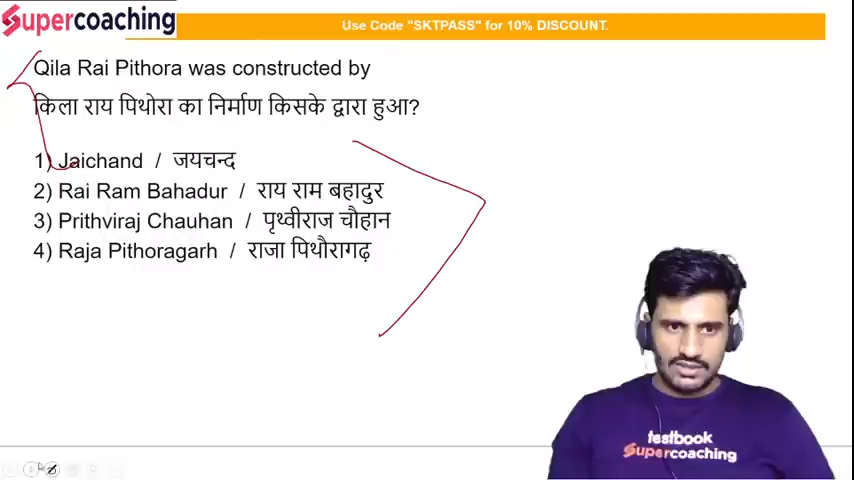 Supercoaching
Use Code "SKTPASS" for 10% DISCOUNT.
Qila Rai Pithora was constructed by
किला राय पिथोरा का निर्माण किसके द्वारा हुआ?
1) Jaichand / जयचन्द
2) Rai Ram Bahadur / राय राम बहादुर
3) Prithviraj Chauhan / पृथ्वीराज चौहान
4) Raja Pithoragarh / राजा पिथौरागढ़
testbook
Supercoaching